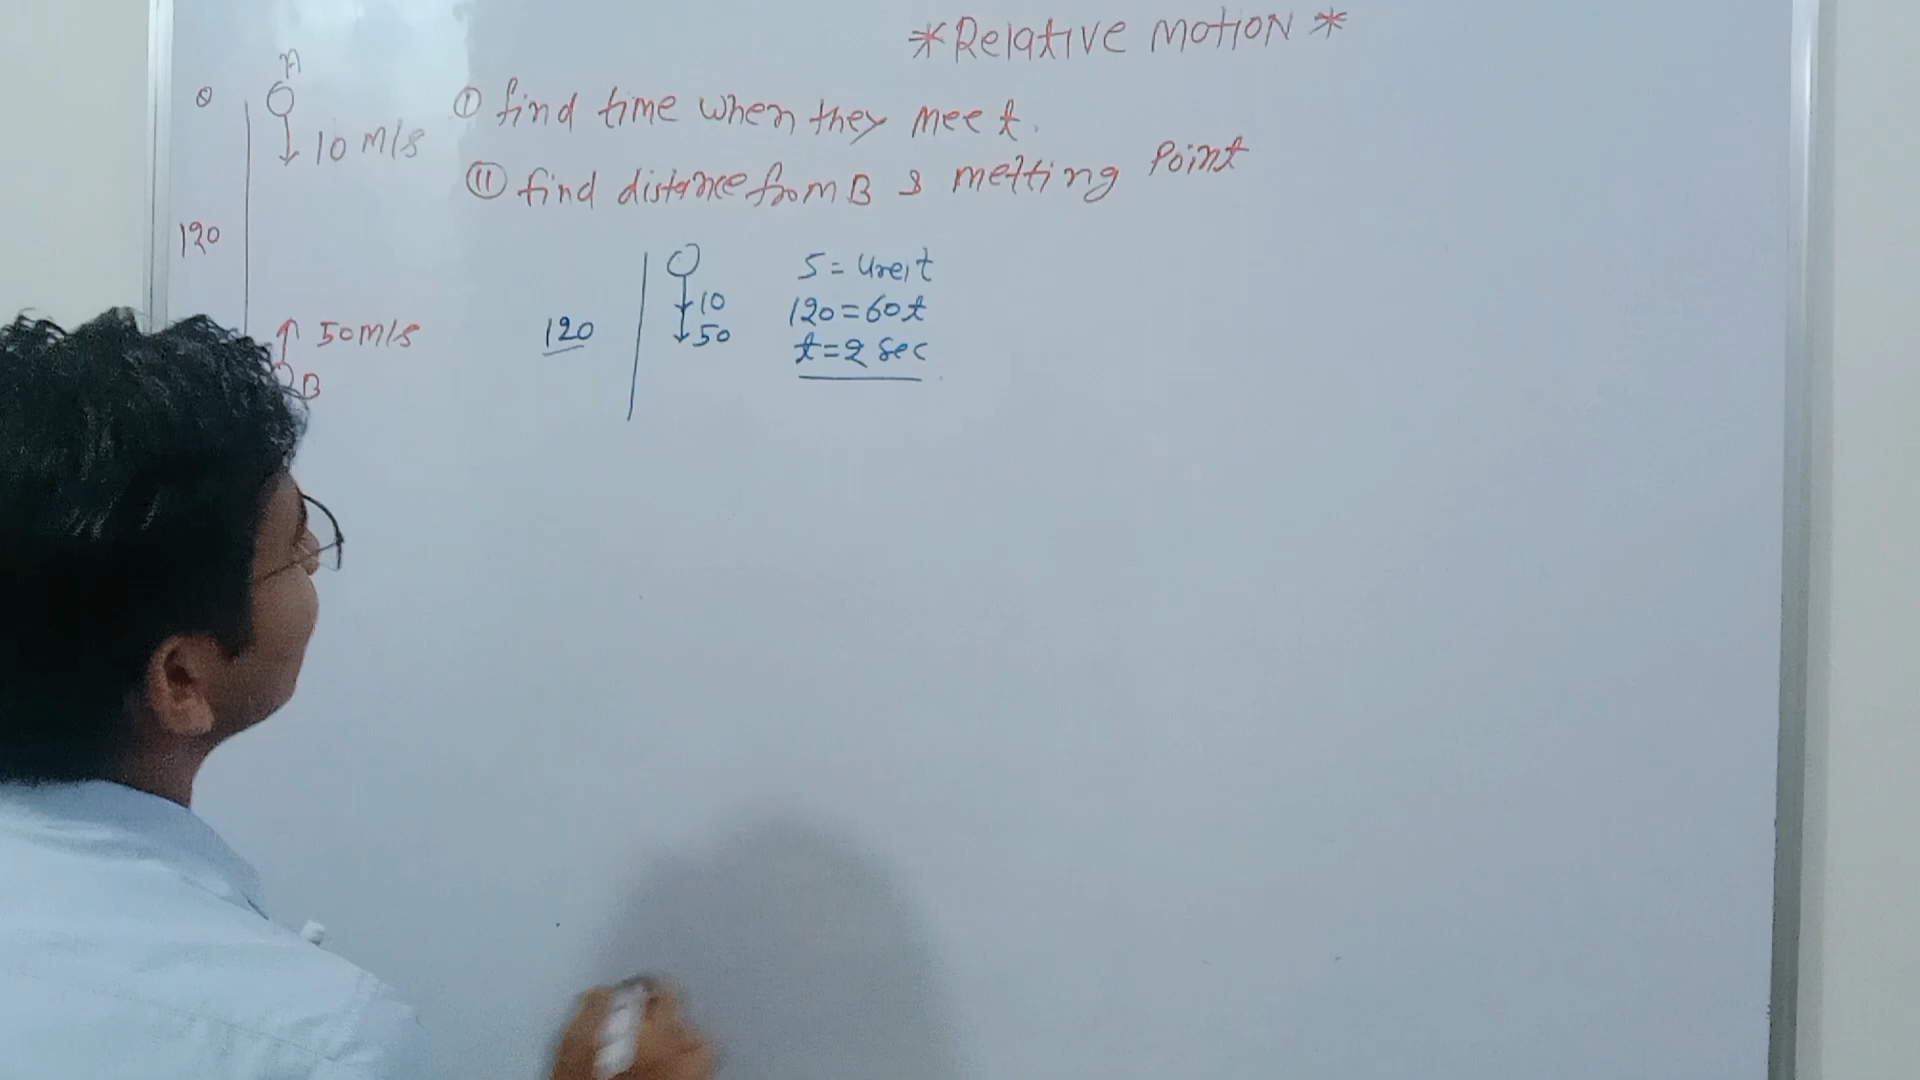 *Relative MOTION*
A
10 m/s
① find time when they meet.
⑪ find distance from B & metting Point
120
50 m/s
B
120
10
50
S = Urel t
120 = 60t
t = 2 sec